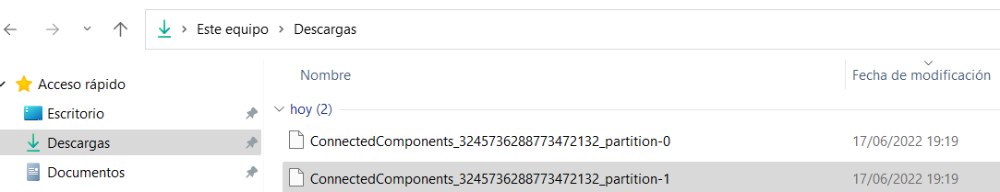 Este equipo Descargas
Nombre Fecha de modificación
Acceso rápido
hoy (2)
Escritorio
ConnectedComponents_3245736288773472132_partition-0 17/06/2022 19:19
Descargas
Documentos
ConnectedComponents_3245736288773472132_partition-1 17/06/2022 19:19